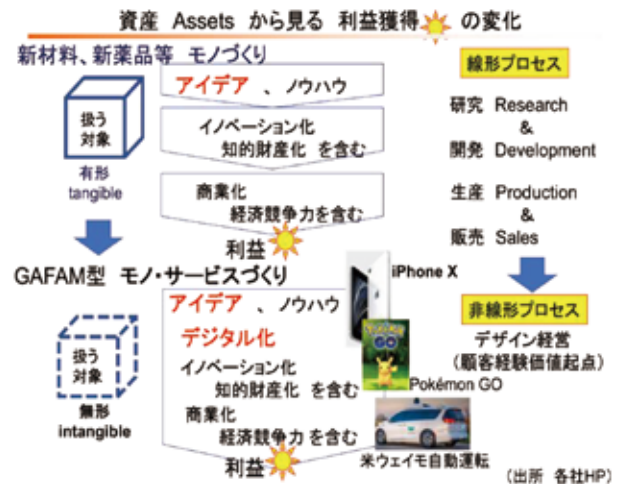 資産 Assets から見る 利益獲得 の変化
新材料、新薬品等 モノづくり
アイデア 、ノウハウ
線形プロセス
扱う
対象
有形
tangible
イノベーション化
知的財産化 を含む
研究 Research
&
開発 Development
商業化
経済競争力を含む
利益
生産 Production
&
販売 Sales
GAFAM型 モノ・サービスづくり
iPhone X
アイデア 、ノウハウ
デジタル化
非線形プロセス
扱う
対象
無形
intangible
イノベーション化
知的財産化 を含む
デザイン経営
(顧客経験価値起点)
Pokémon GO
GO
商業化
経済競争力を含む
利益
米ウェイモ自動運転
(出所 各社HP)